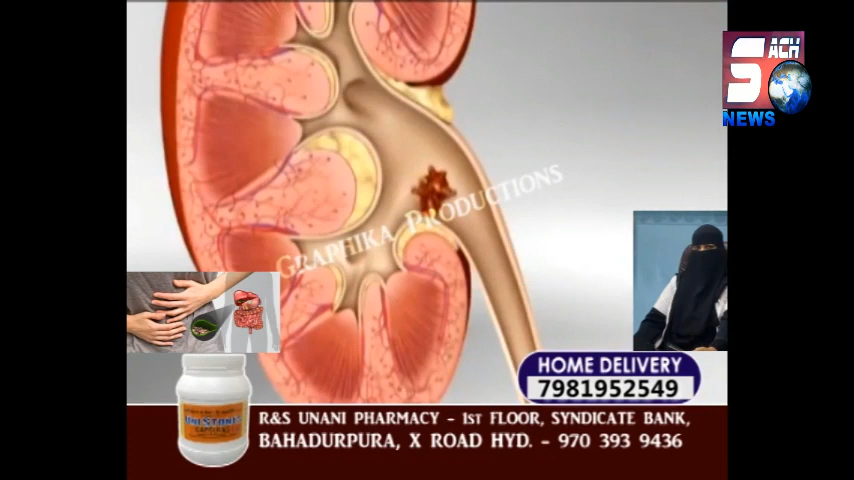 SACH
NEWS
GRAPHIKA PRODUCTIONS
HOME DELIVERY
7981952549
UNISTONE
R&S UNANI PHARMACY - 1ST FLOOR, SYNDICATE BANK,
BAHADURPURA, X ROAD HYD. - 970 393 9436